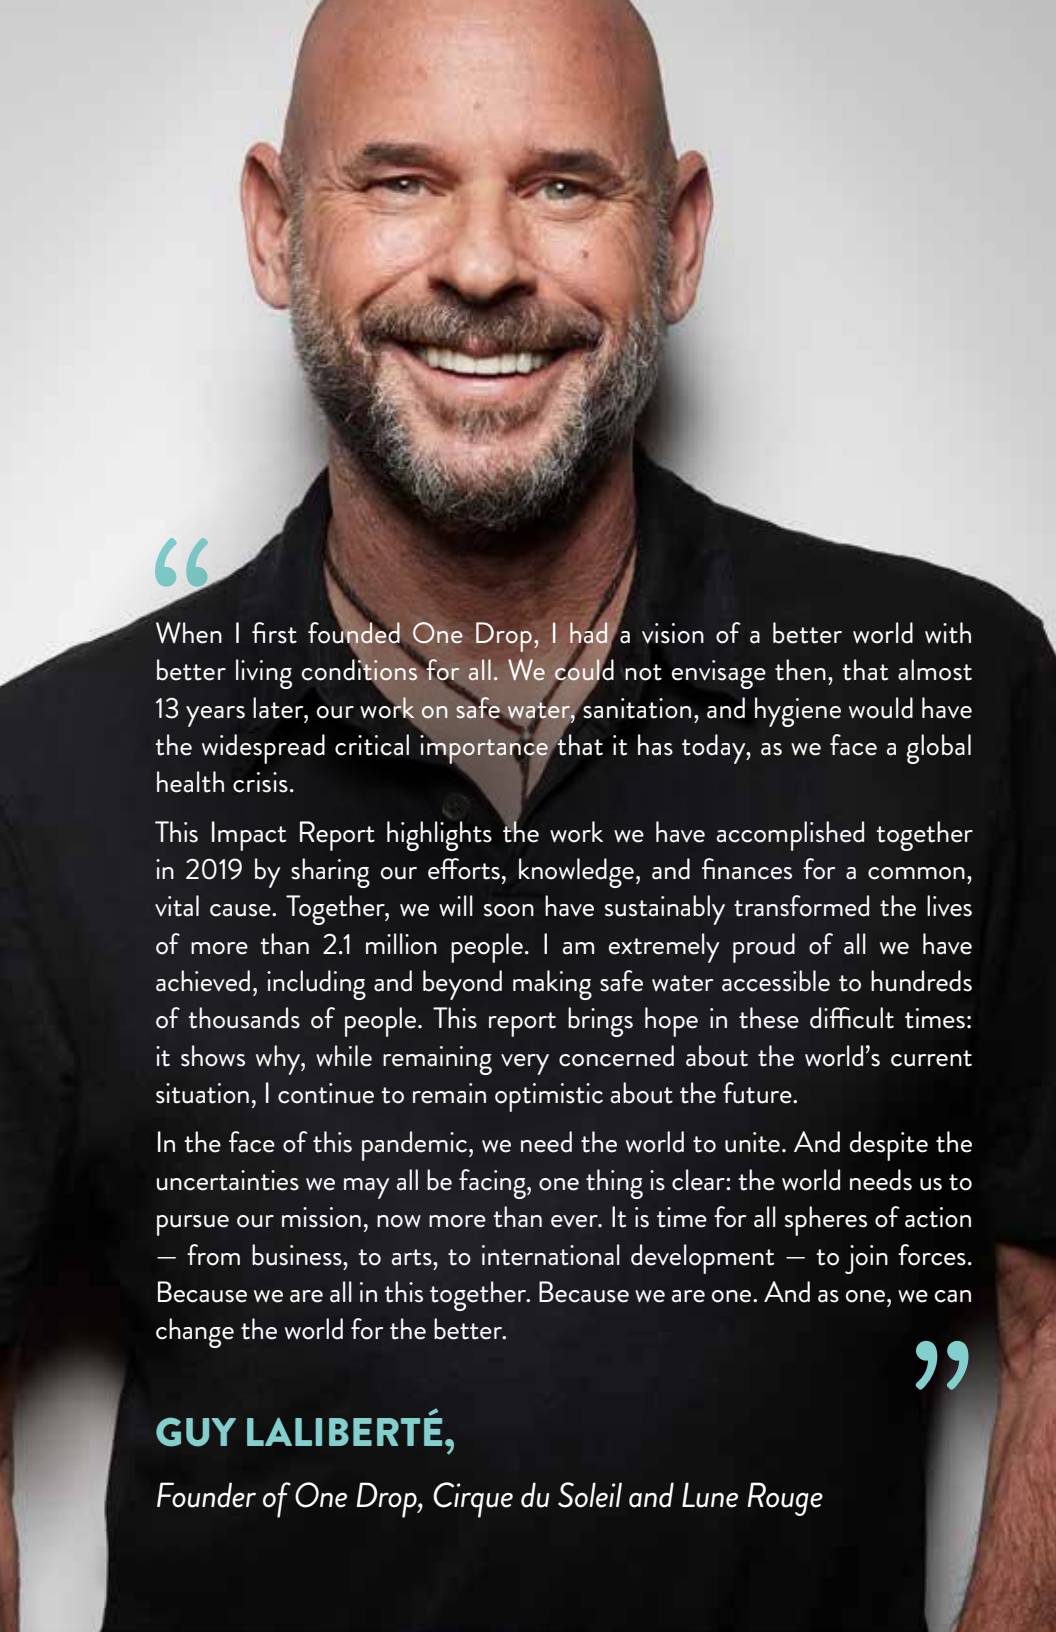 “
When I first founded One Drop, I had a vision of a better world with
better living conditions for all. We could not envisage then, that almost
13 years later, our work on safe water, sanitation, and hygiene would have
the widespread critical importance that it has today, as we face a global
health crisis.
This Impact Report highlights the work we have accomplished together
in 2019 by sharing our efforts, knowledge, and finances for a common,
vital cause. Together, we will soon have sustainably transformed the lives
of more than 2.1 million people. I am extremely proud of all we have
achieved, including and beyond making safe water accessible to hundreds
of thousands of people. This report brings hope in these difficult times:
it shows why, while remaining very concerned about the world’s current
situation, I continue to remain optimistic about the future.
In the face of this pandemic, we need the world to unite. And despite the
uncertainties we may all be facing, one thing is clear: the world needs us to
pursue our mission, now more than ever. It is time for all spheres of action
— from business, to arts, to international development — to join forces.
Because we are all in this together. Because we are one. And as one, we can
change the world for the better.
”
GUY LALIBERTÉ,
Founder of One Drop, Cirque du Soleil and Lune Rouge